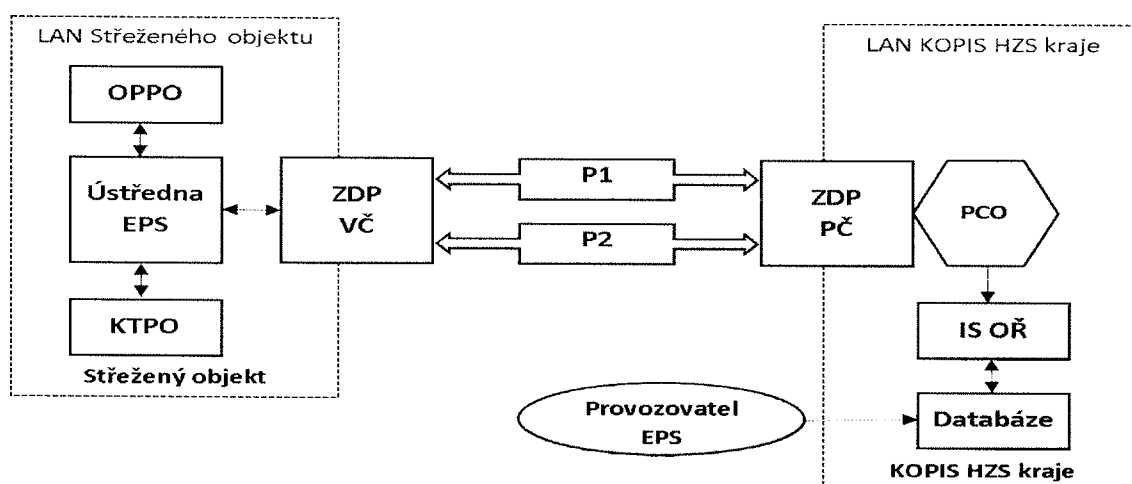 LAN Střeženého objektu
OPPO
Ústředna
EPS
KTPO
Střežený objekt
ZDP
VČ
P1
P2
LAN KOPIS HZS kraje
ZDP
PČ
PCO
IS OŘ
Databáze
Provozovatel
EPS
KOPIS HZS kraje